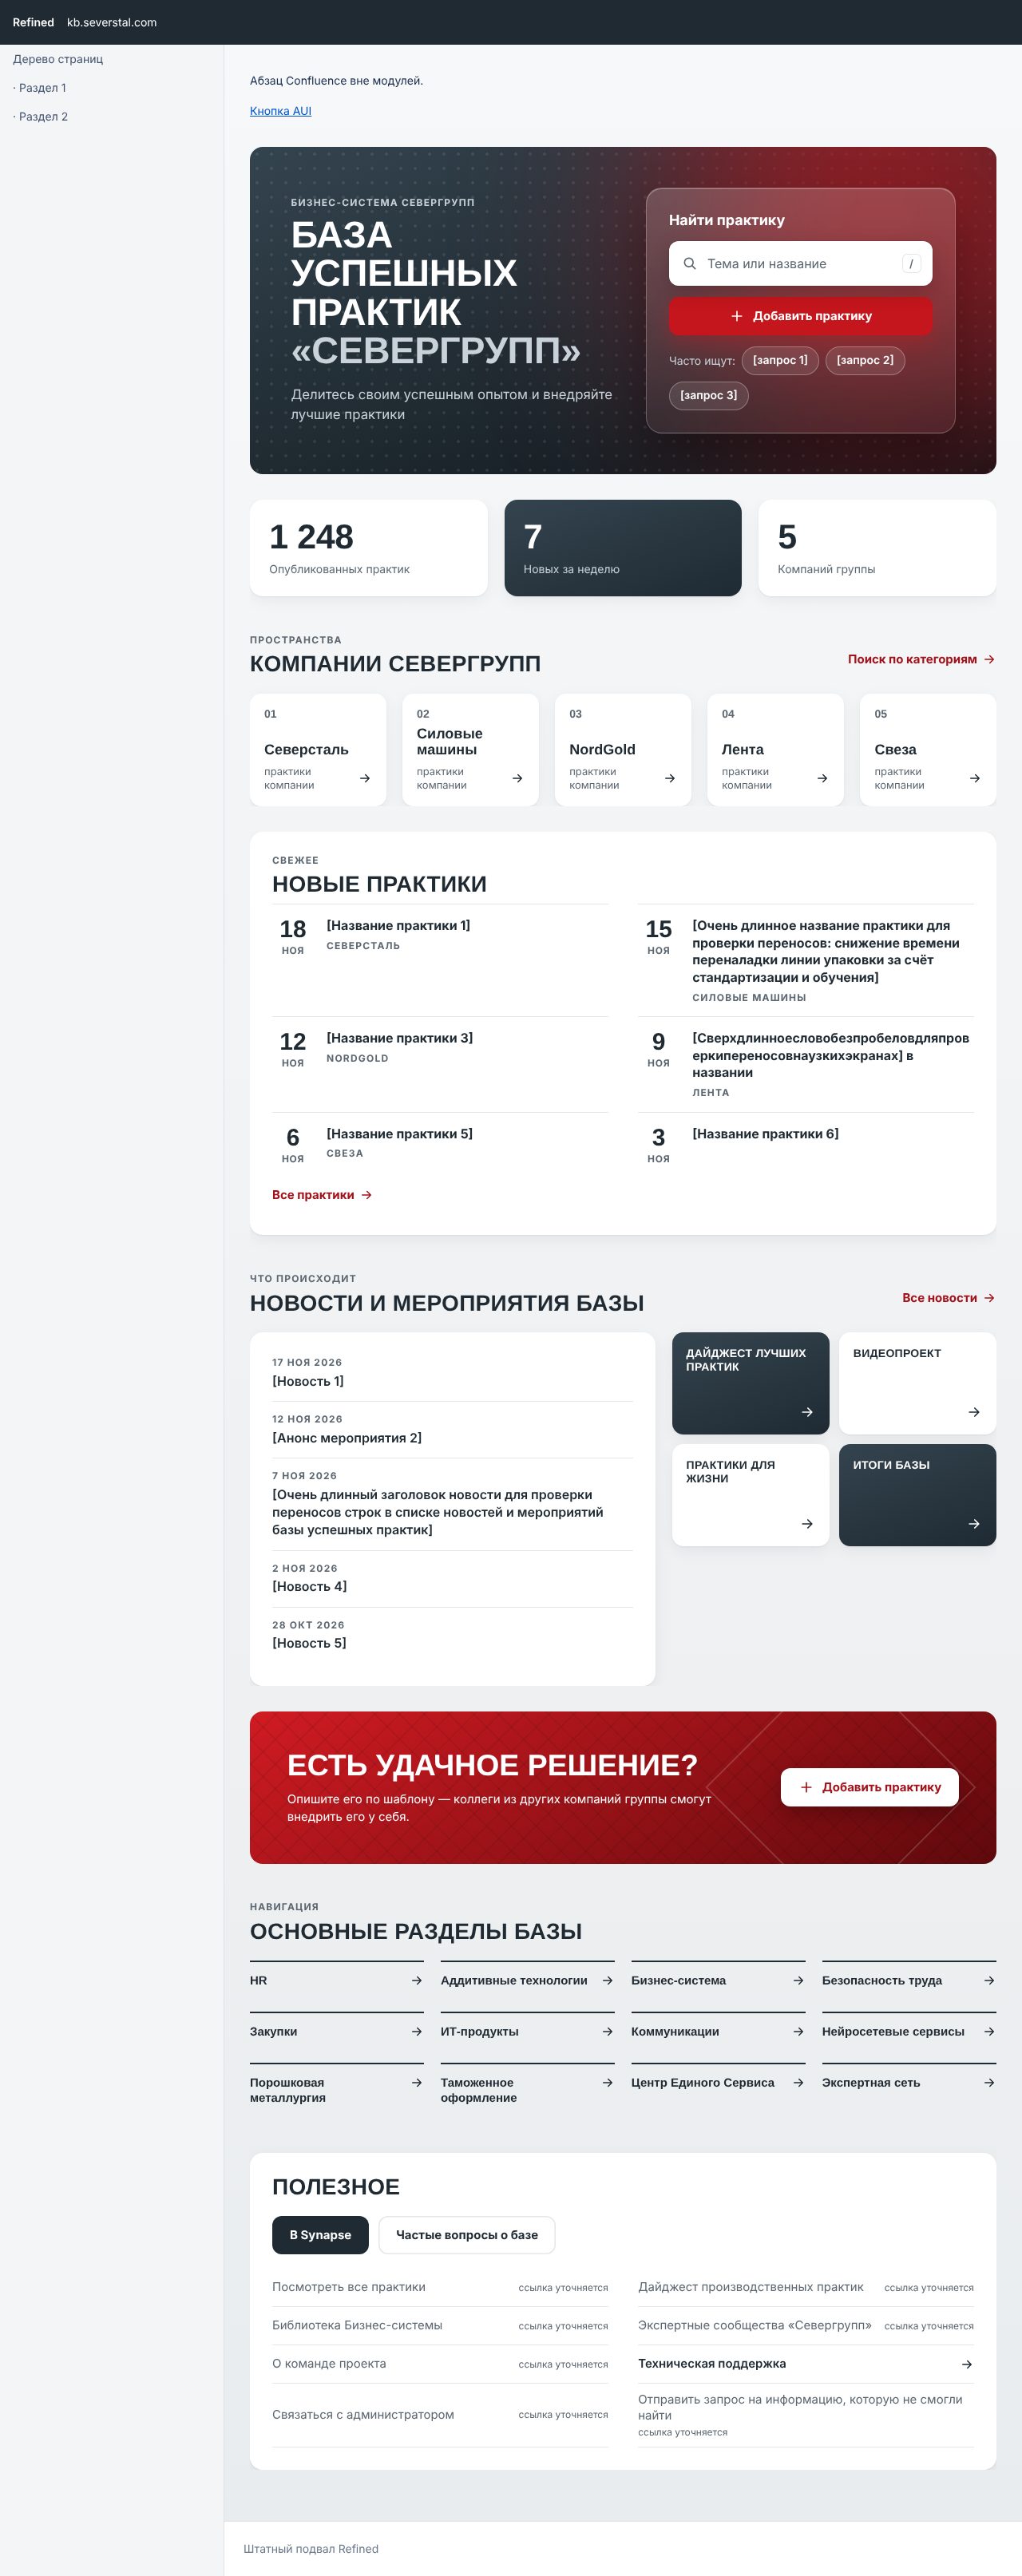 Refined kb.severstal.com
Дерево страниц
· Раздел 1
· Раздел 2
Абзац Confluence вне модулей.
Кнопка AUI
БИЗНЕС-СИСТЕМА СЕВЕРГРУПП
БАЗА
УСПЕШНЫХ
ПРАКТИК
«СЕВЕРГРУПП»
Делитесь своим успешным опытом и внедряйте
лучшие практики
Найти практику
Тема или название /
Добавить практику
Часто ищут: [запрос 1] [запрос 2]
[запрос 3]
1 248
Опубликованных практик
7
Новых за неделю
5
Компаний группы
ПРОСТРАНСТВА
КОМПАНИИ СЕВЕРГРУПП
Поиск по категориям →
01
Северсталь
практики
компании
→
02
Силовые
машины
практики
компании
→
03
NordGold
практики
компании
→
04
Лента
практики
компании
→
05
Свеза
практики
компании
→
СВЕЖЕЕ
НОВЫЕ ПРАКТИКИ
18
НОЯ
[Название практики 1]
СЕВЕРСТАЛЬ
15
НОЯ
[Очень длинное название практики для
проверки переносов: снижение времени
переналадки линии упаковки за счёт
стандартизации и обучения]
СИЛОВЫЕ МАШИНЫ
12
НОЯ
[Название практики 3]
NORDGOLD
9
НОЯ
[Сверхдлинноесловобезпробеловдляпров
еркипереносовнаузкихэкранах] в
названии
ЛЕНТА
6
НОЯ
[Название практики 5]
СВЕЗА
3
НОЯ
[Название практики 6]
Все практики →
ЧТО ПРОИСХОДИТ
НОВОСТИ И МЕРОПРИЯТИЯ БАЗЫ
Все новости →
17 НОЯ 2026
[Новость 1]
12 НОЯ 2026
[Анонс мероприятия 2]
7 НОЯ 2026
[Очень длинный заголовок новости для проверки
переносов строк в списке новостей и мероприятий
базы успешных практик]
2 НОЯ 2026
[Новость 4]
28 ОКТ 2026
[Новость 5]
ДАЙДЖЕСТ ЛУЧШИХ
ПРАКТИК
→
ВИДЕОПРОЕКТ
→
ПРАКТИКИ ДЛЯ
ЖИЗНИ
→
ИТОГИ БАЗЫ
→
ЕСТЬ УДАЧНОЕ РЕШЕНИЕ?
Опишите его по шаблону — коллеги из других компаний группы смогут
внедрить его у себя.
Добавить практику
НАВИГАЦИЯ
ОСНОВНЫЕ РАЗДЕЛЫ БАЗЫ
HR →
Аддитивные технологии →
Бизнес-система →
Безопасность труда →
Закупки →
ИТ-продукты →
Коммуникации →
Нейросетевые сервисы →
Порошковая
металлургия →
Таможенное
оформление →
Центр Единого Сервиса →
Экспертная сеть →
ПОЛЕЗНОЕ
В Synapse Частые вопросы о базе
Посмотреть все практики ссылка уточняется
Дайджест производственных практик ссылка уточняется
Библиотека Бизнес-системы ссылка уточняется
Экспертные сообщества «Севергрупп» ссылка уточняется
О команде проекта ссылка уточняется
Техническая поддержка →
Связаться с администратором ссылка уточняется
Отправить запрос на информацию, которую не смогли
найти
ссылка уточняется
Штатный подвал Refined